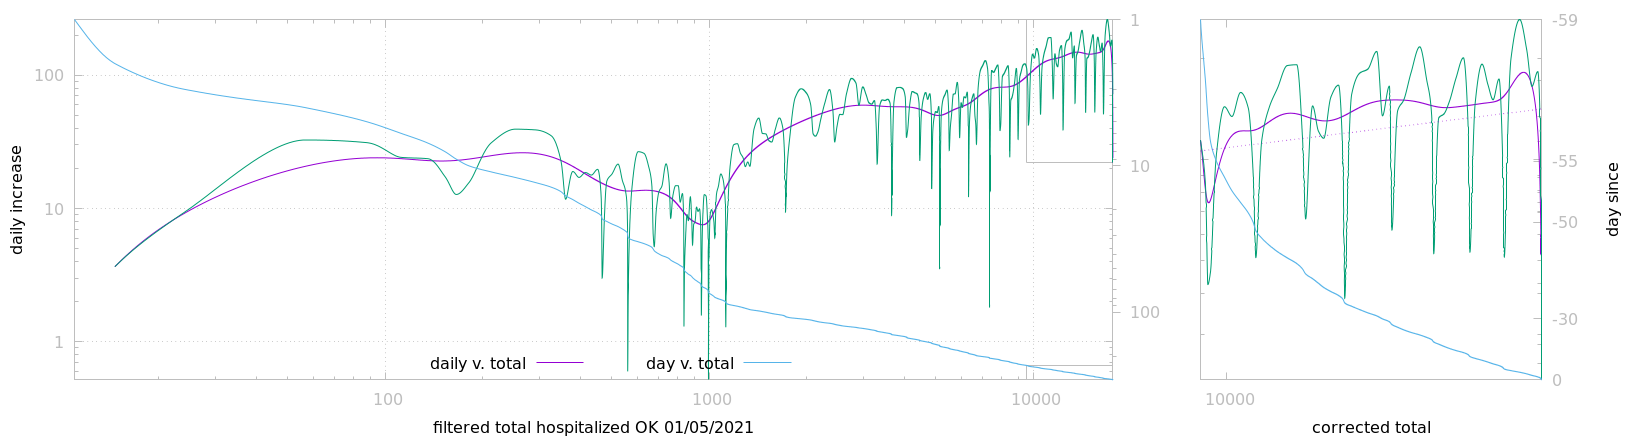 daily increase
100
10
1
daily v. total
day v. total
100
1000
10000
filtered total hospitalized OK 01/05/2021
1
10
100
10000
corrected total
-59
-55
-50
-30
0
day since